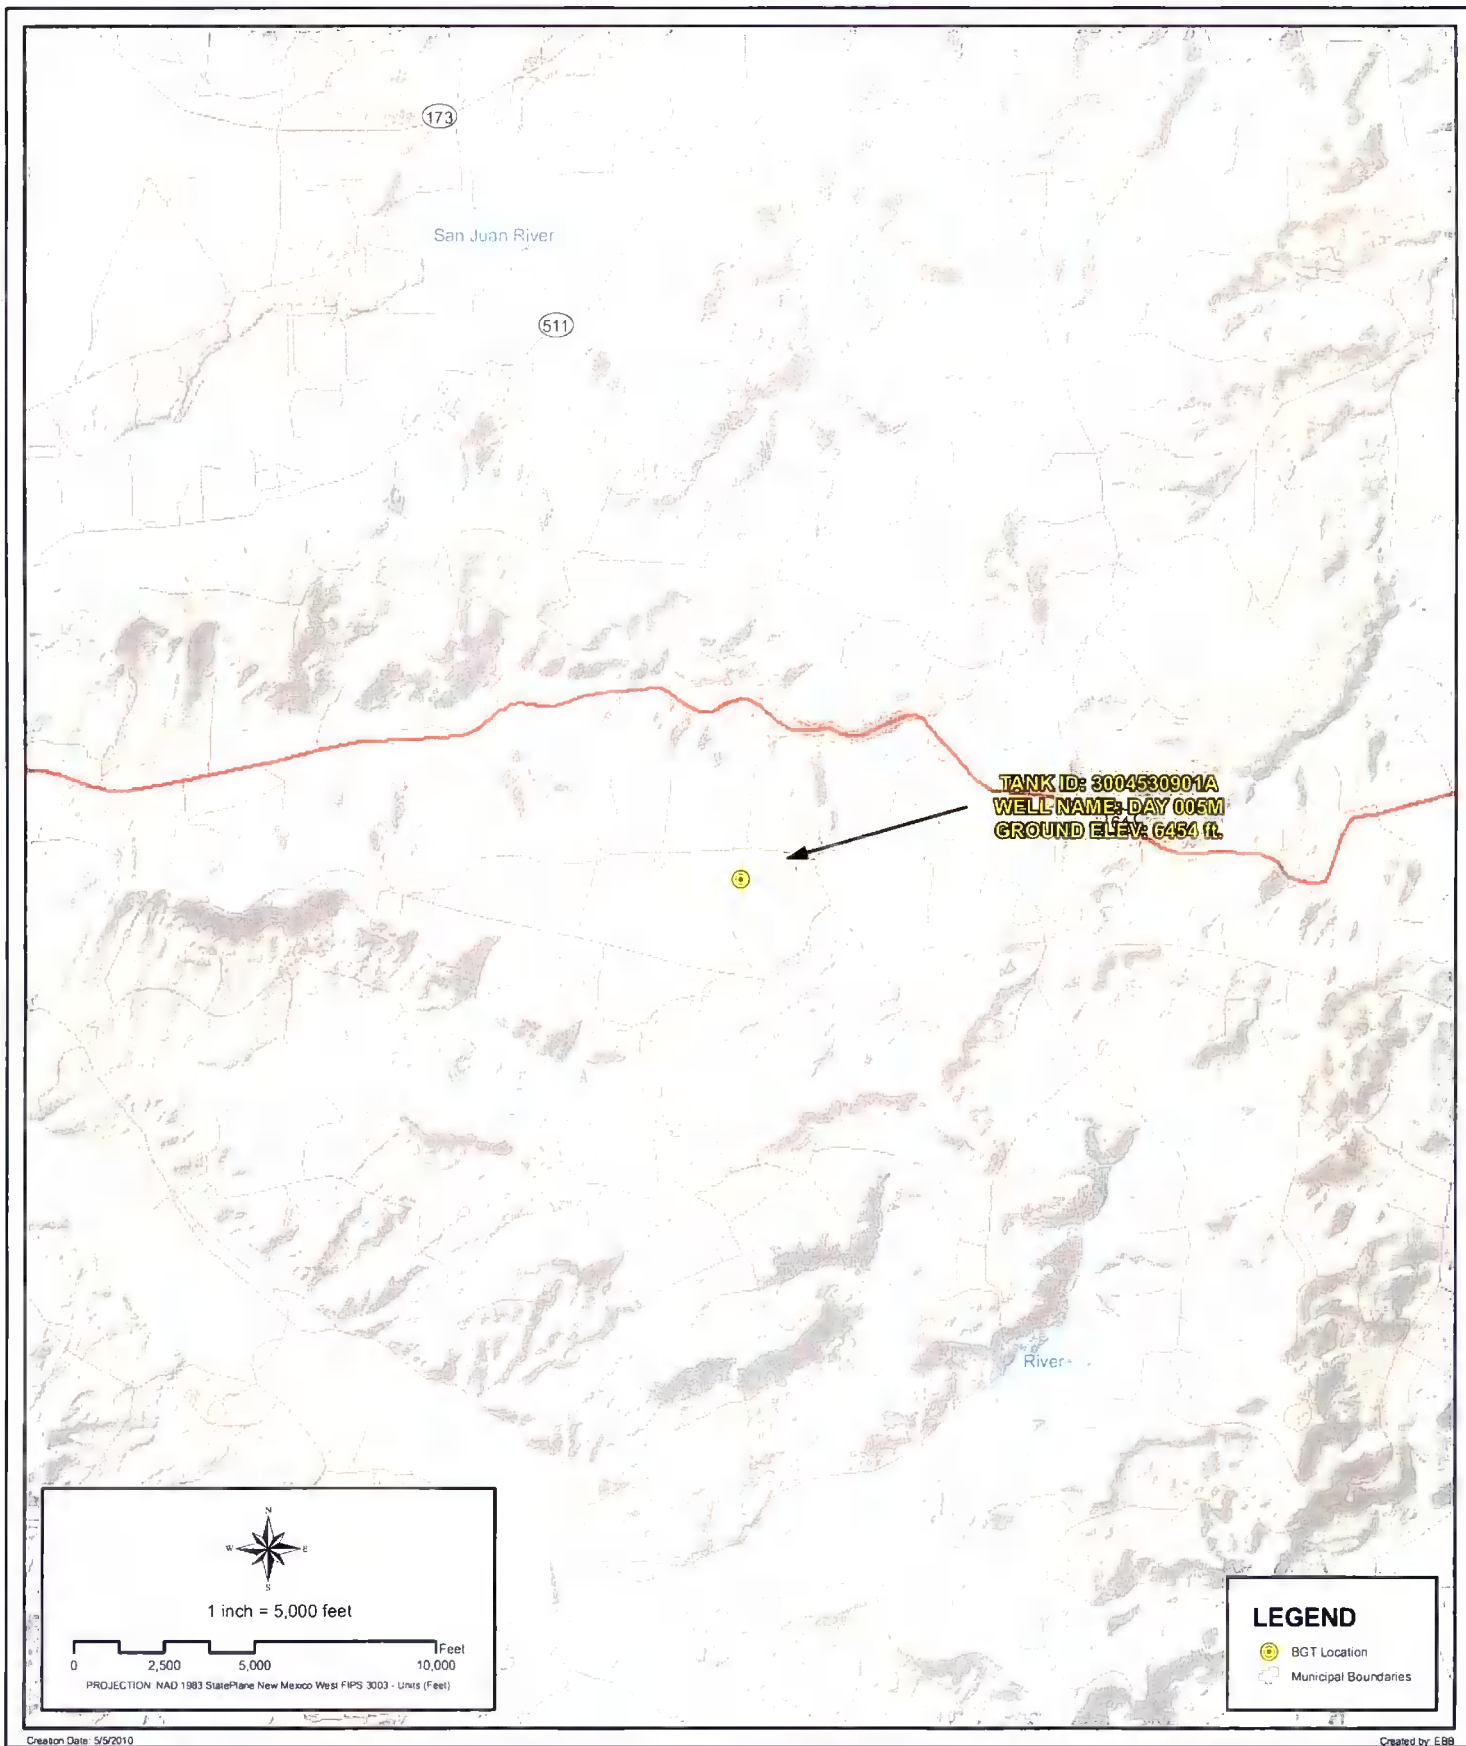 173
San Juan River
511
TANK ID: 3004530901A
WELL NAME: DAY 005M
GROUND ELEV: 6454 ft.
River
N
W E
S
1 inch = 5,000 feet
Feet
0 2,500 5,000 10,000
PROJECTION: NAD 1983 StatePlane New Mexico West FIPS 3003 - Units (Feet)
LEGEND
BGT Location
Municipal Boundaries
Creation Date: 5/5/2010
Created by: EBB